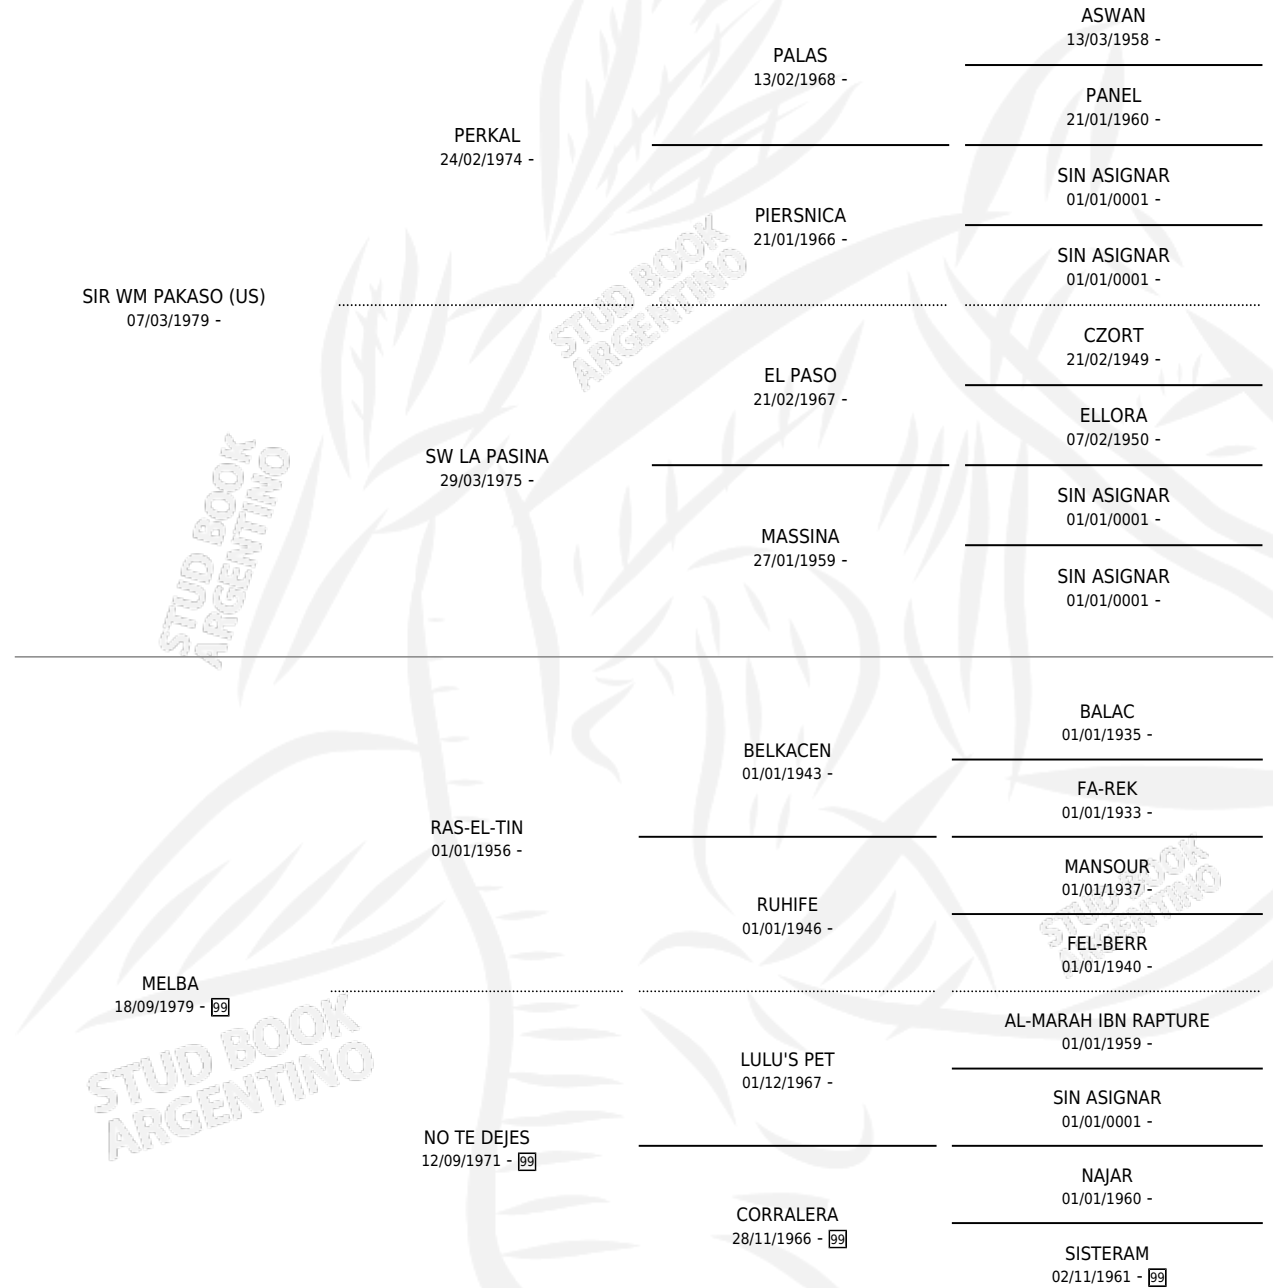 ASWAN
13/03/1958 -
PALAS
13/02/1968 -
PANEL
21/01/1960 -
PERKAL
24/02/1974 -
SIN ASIGNAR
01/01/0001 -
PIERSNICA
21/01/1966 -
SIN ASIGNAR
01/01/0001 -
SIR WM PAKASO (US)
07/03/1979 -
CZORT
21/02/1949 -
EL PASO
21/02/1967 -
ELLORA
07/02/1950 -
SW LA PASINA
29/03/1975 -
SIN ASIGNAR
01/01/0001 -
MASSINA
27/01/1959 -
SIN ASIGNAR
01/01/0001 -
STUD BOOK
ARGENTINO
STUD BOOK
ARGENTINO
BALAC
01/01/1935 -
BELKACEN
01/01/1943 -
FA-REK
01/01/1933 -
RAS-EL-TIN
01/01/1956 -
MANSOUR
01/01/1937 -
RUHIFE
01/01/1946 -
FEL-BERR
01/01/1940 -
MELBA
18/09/1979 - 99
AL-MARAH IBN RAPTURE
01/01/1959 -
LULU'S PET
01/12/1967 -
SIN ASIGNAR
01/01/0001 -
NO TE DEJES
12/09/1971 - 99
NAJAR
01/01/1960 -
CORRALERA
28/11/1966 - 99
SISTERAM
02/11/1961 - 99
STUD BOOK
ARGENTINO
STUD BOOK
ARGENTINO